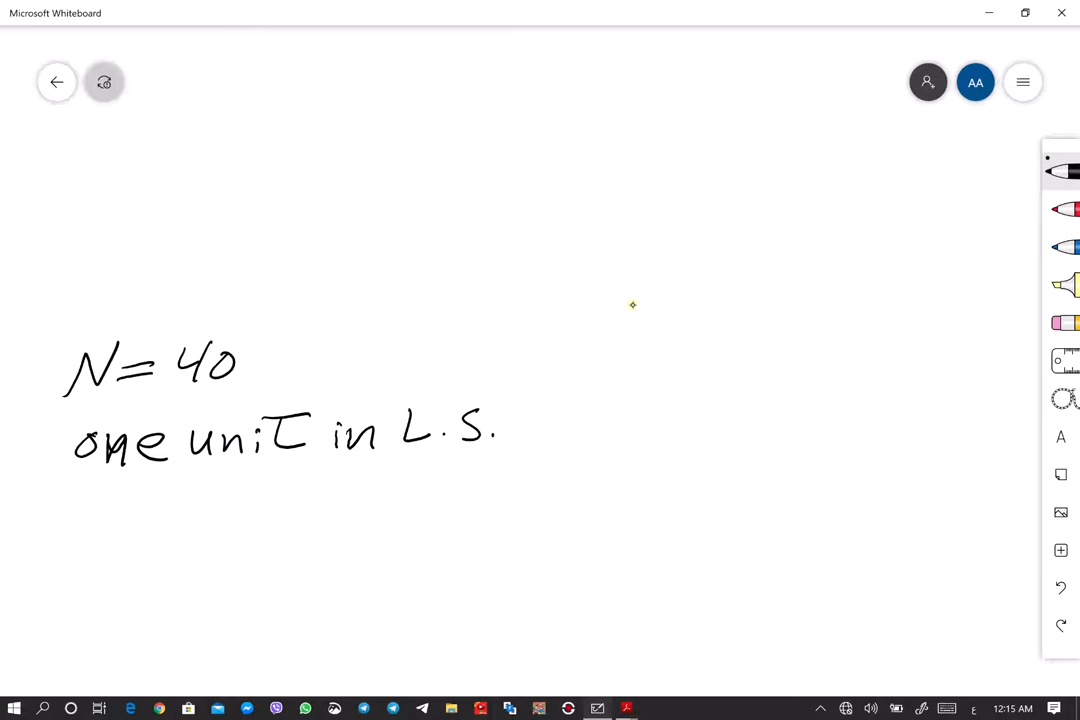 Microsoft Whiteboard
AA
N = 40
one unit in L.S.
A
ع 12:15 AM